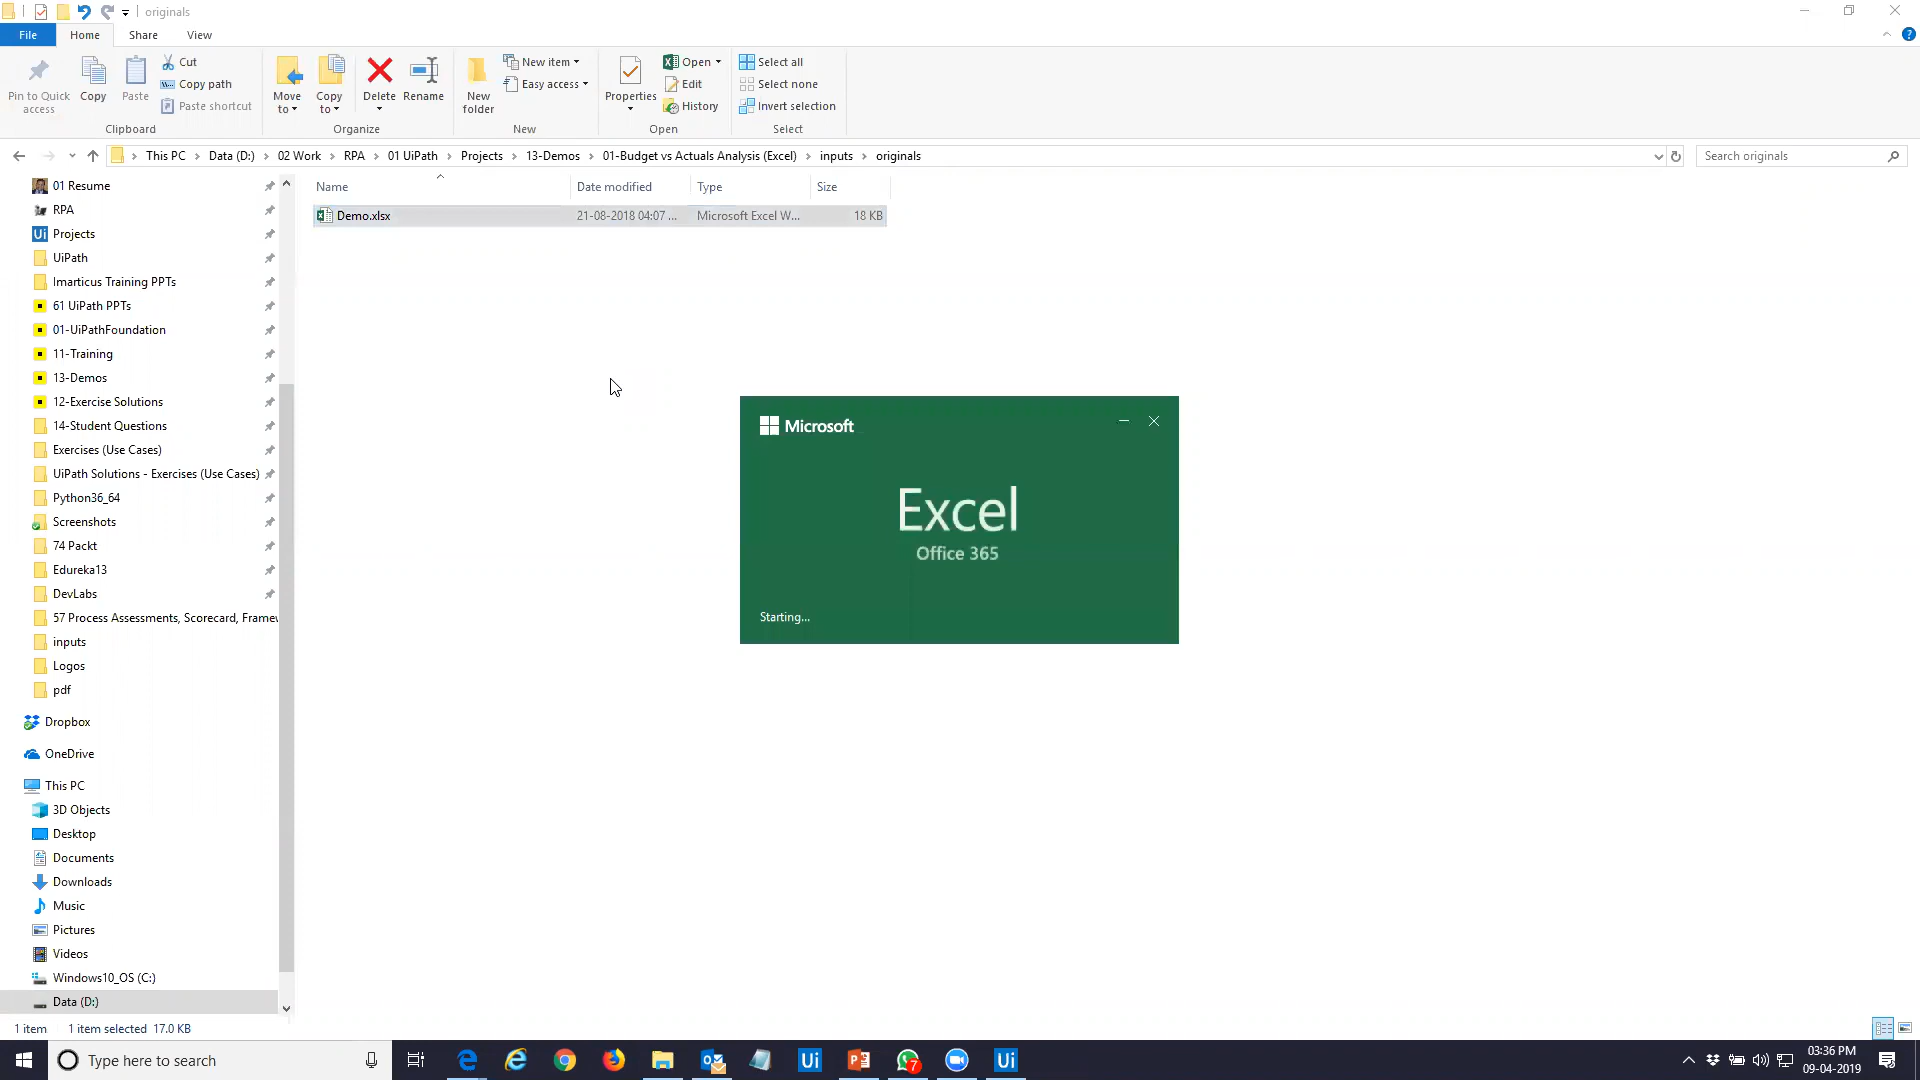 originals
File Home Share View
Pin to Quick access
Copy
Paste
Cut
Copy path
Paste shortcut
Clipboard
Move to
Copy to
Delete
Rename
Organize
New folder
New item
Easy access
New
Properties
Open
Edit
History
Open
Select all
Select none
Invert selection
Select
This PC Data (D:) 02 Work RPA 01 UiPath Projects 13-Demos 01-Budget vs Actuals Analysis (Excel) inputs originals
Search originals
Name Date modified Type Size
Demo.xlsx 21-08-2018 04:07 ... Microsoft Excel W... 18 KB
01 Resume
RPA
Ui Projects
UiPath
Imarticus Training PPTs
61 UiPath PPTs
01-UiPathFoundation
11-Training
13-Demos
12-Exercise Solutions
14-Student Questions
Exercises (Use Cases)
UiPath Solutions - Exercises (Use Cases)
Python36_64
Screenshots
74 Packt
Edureka13
DevLabs
57 Process Assessments, Scorecard, Frame
inputs
Logos
pdf
Dropbox
OneDrive
This PC
3D Objects
Desktop
Documents
Downloads
Music
Pictures
Videos
Windows10_OS (C:)
Data (D:)
Microsoft
Excel
Office 365
Starting...
1 item 1 item selected 17.0 KB
Type here to search
Ui
7
Ui
03:36 PM
09-04-2019